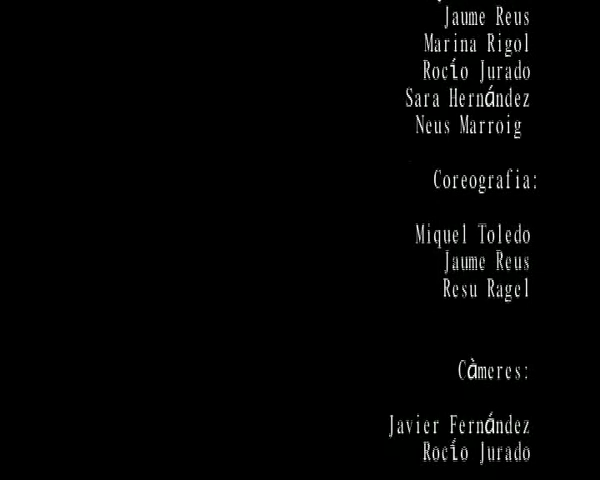 Jaume Reus
Marina Rigol
Rocío Jurado
Sara Hernández
Neus Marroig
Coreografia:
Miquel Toledo
Jaume Reus
Resu Ragel
Càmeres:
Javier Fernández
Rocío Jurado